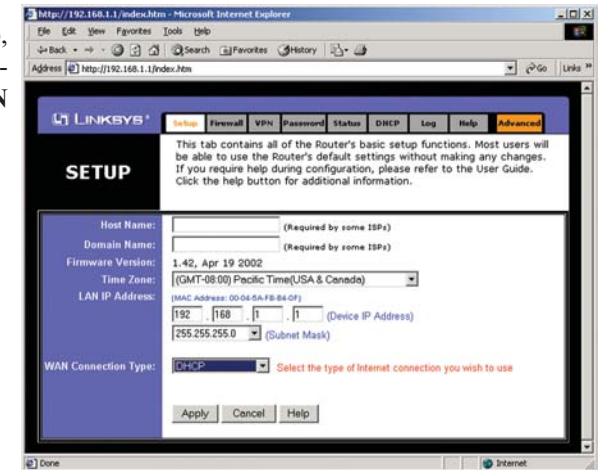 http://192.168.1.1/index.htm - Microsoft Internet Explorer
File Edit View Favorites Tools Help
Back Search Favorites History
Address http://192.168.1.1/index.htm Go Links »
N
LINKSYS®
Setup Firewall VPN Password Status DHCP Log Help Advanced
SETUP
This tab contains all of the Router's basic setup functions. Most users will
be able to use the Router's default settings without making any changes.
If you require help during configuration, please refer to the User Guide.
Click the help button for additional information.
Host Name: (Required by some ISPs)
Domain Name: (Required by some ISPs)
Firmware Version: 1.42, Apr 19 2002
Time Zone: (GMT-08:00) Pacific Time(USA & Canada)
LAN IP Address: (MAC Address: 00-04-5A-FB-84-0F)
192 . 168 . 1 . 1 (Device IP Address)
255.255.255.0 (Subnet Mask)
WAN Connection Type: DHCP Select the type of Internet connection you wish to use
Apply Cancel Help
Done Internet